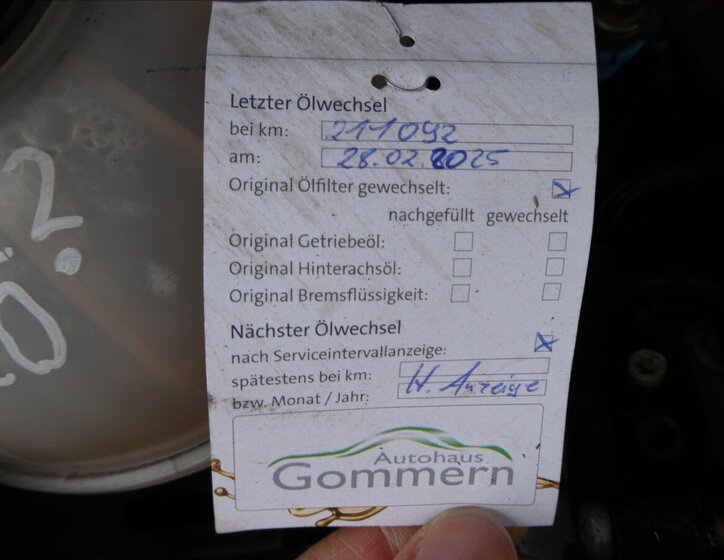 Letzter Ölwechsel
bei km: 211092
am: 28.02.2025
Original Ölfilter gewechselt:
nachgefüllt gewechselt
Original Getriebeöl:
Original Hinterachsöl:
Original Bremsflüssigkeit:
Nächster Ölwechsel
nach Serviceintervallanzeige:
spätestens bei km:
bzw. Monat / Jahr: lt. Anzeige
Autohaus
Gommern